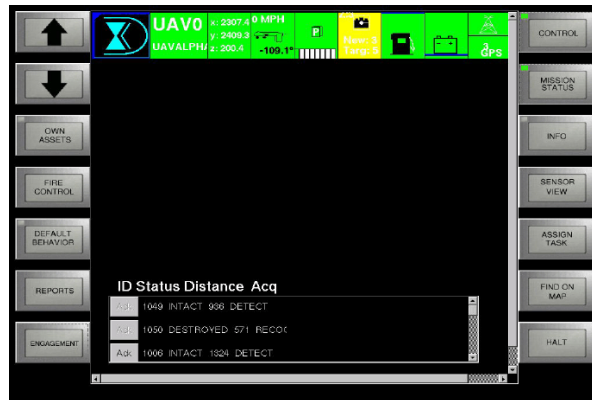 UAV0
UAVALPH
x: 2307.4
y: 2409.3
z: 200.4
0 MPH
-109.1°
P
New: 3
Targ: 5
GPS
CONTROL
MISSION
STATUS
OWN
ASSETS
INFO
FIRE
CONTROL
SENSOR
VIEW
DEFAULT
BEHAVIOR
ASSIGN
TASK
REPORTS
FIND ON
MAP
ENGAGEMENT
HALT
ID Status Distance Acq
Ack 1049 INTACT 936 DETECT
Ack 1050 DESTROYED 571 RECO
Ack 1006 INTACT 1324 DETECT